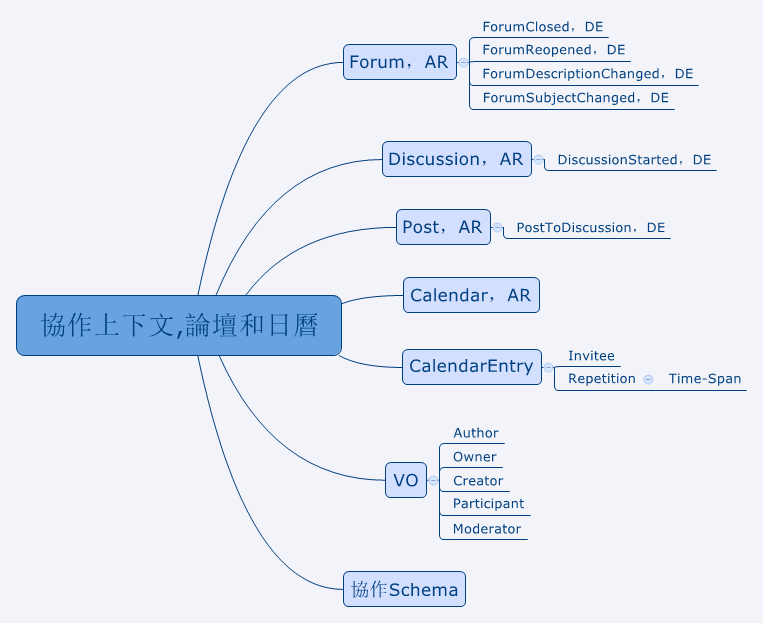 協作上下文,論壇和日曆
Forum，AR
ForumClosed，DE
ForumReopened，DE
ForumDescriptionChanged，DE
ForumSubjectChanged，DE
Discussion，AR
DiscussionStarted，DE
Post，AR
PostToDiscussion，DE
Calendar，AR
CalendarEntry
Invitee
Repetition
Time-Span
VO
Author
Owner
Creator
Participant
Moderator
協作Schema